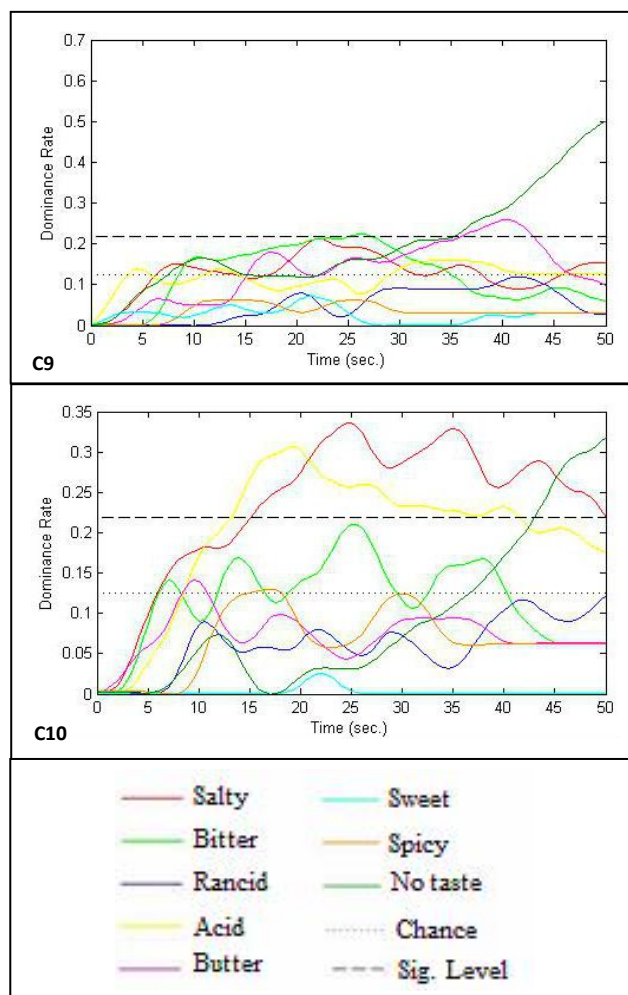 0.7
0.6
0.5
0.4
0.3
0.2
0.1
0
Dominance Rate
0 5 10 15 20 25 30 35 40 45 50
Time (sec.)
C9
0.35
0.3
0.25
0.2
0.15
0.1
0.05
0
Dominance Rate
0 5 10 15 20 25 30 35 40 45 50
Time (sec.)
C10
Salty Sweet
Bitter Spicy
Rancid No taste
Acid Chance
Butter Sig. Level